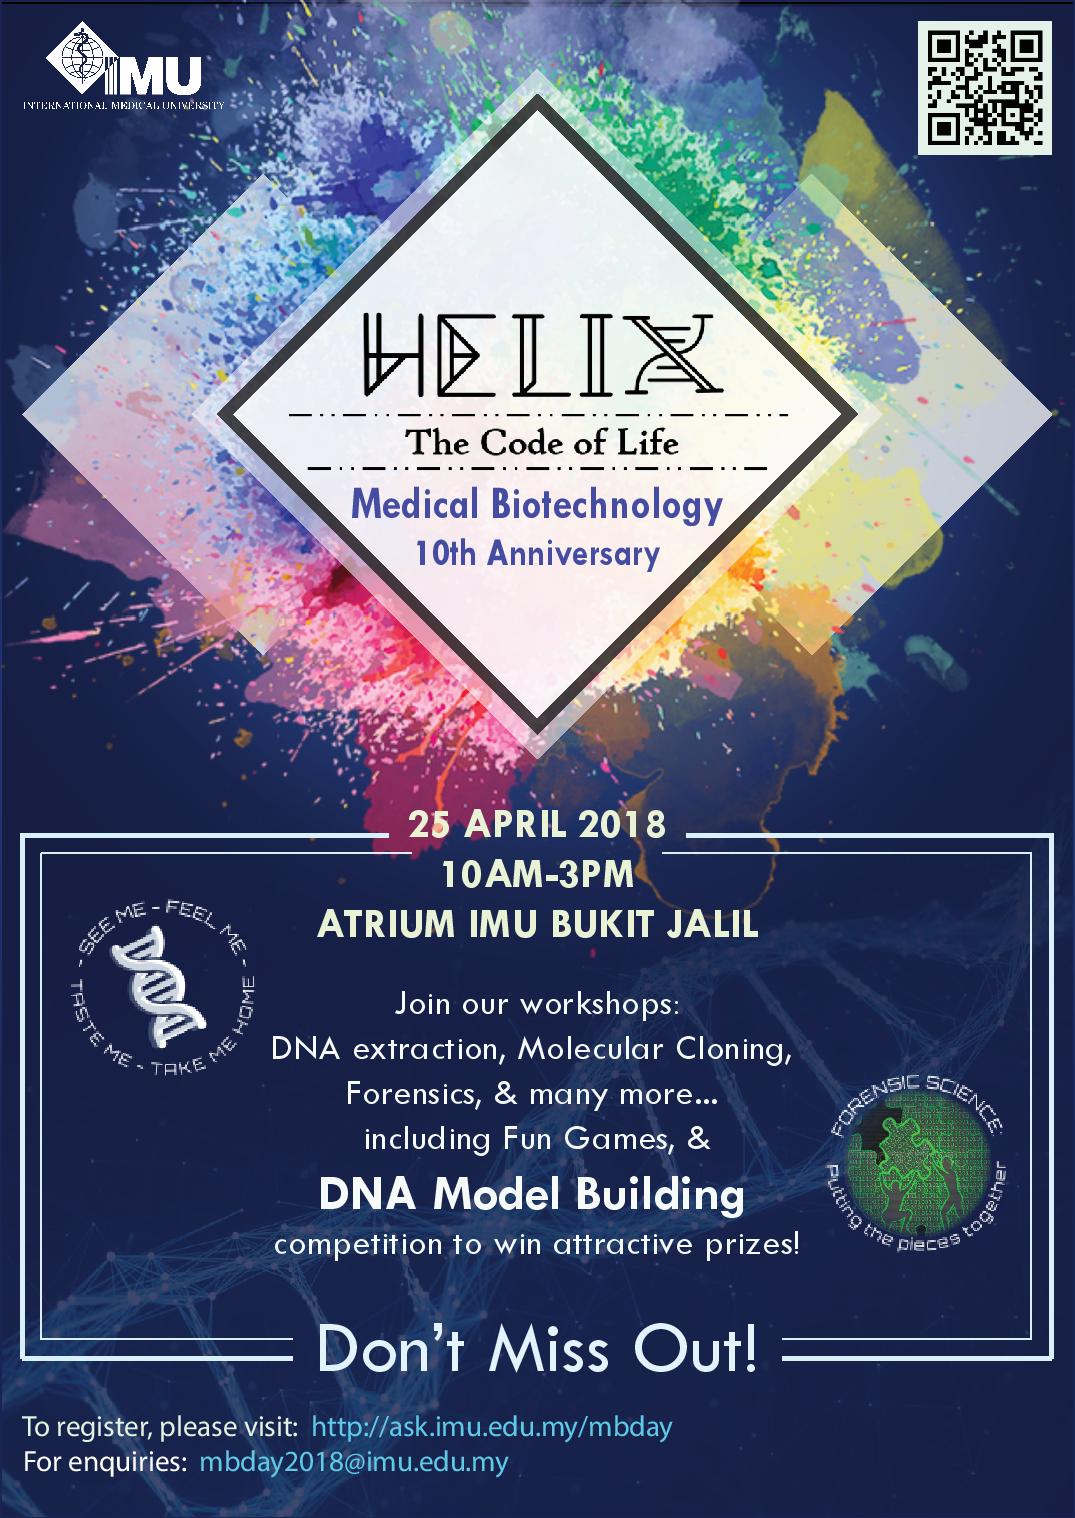 IMU
INTERNATIONAL MEDICAL UNIVERSITY
HELIX
The Code of Life
Medical Biotechnology
10th Anniversary
25 APRIL 2018
10AM-3PM
ATRIUM IMU BUKIT JALIL
SEE ME - FEEL ME - TASTE ME - TAKE ME HOME -
Join our workshops:
DNA extraction, Molecular Cloning,
Forensics, & many more...
including Fun Games, &
DNA Model Building
competition to win attractive prizes!
FORENSIC SCIENCE:
Putting the pieces together
Don't Miss Out!
To register, please visit: http://ask.imu.edu.my/mbday
For enquiries: mbday2018@imu.edu.my